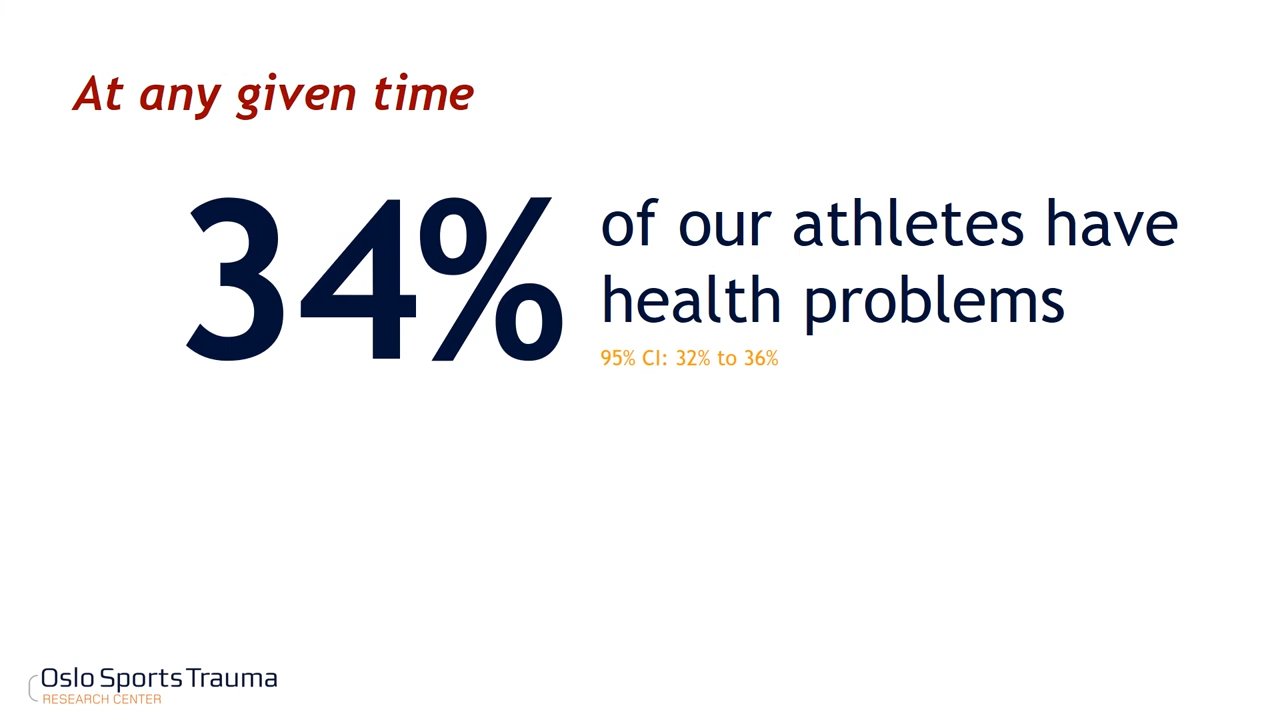 At any given time
34%
of our athletes have
health problems
95% CI: 32% to 36%
Oslo Sports Trauma
RESEARCH CENTER